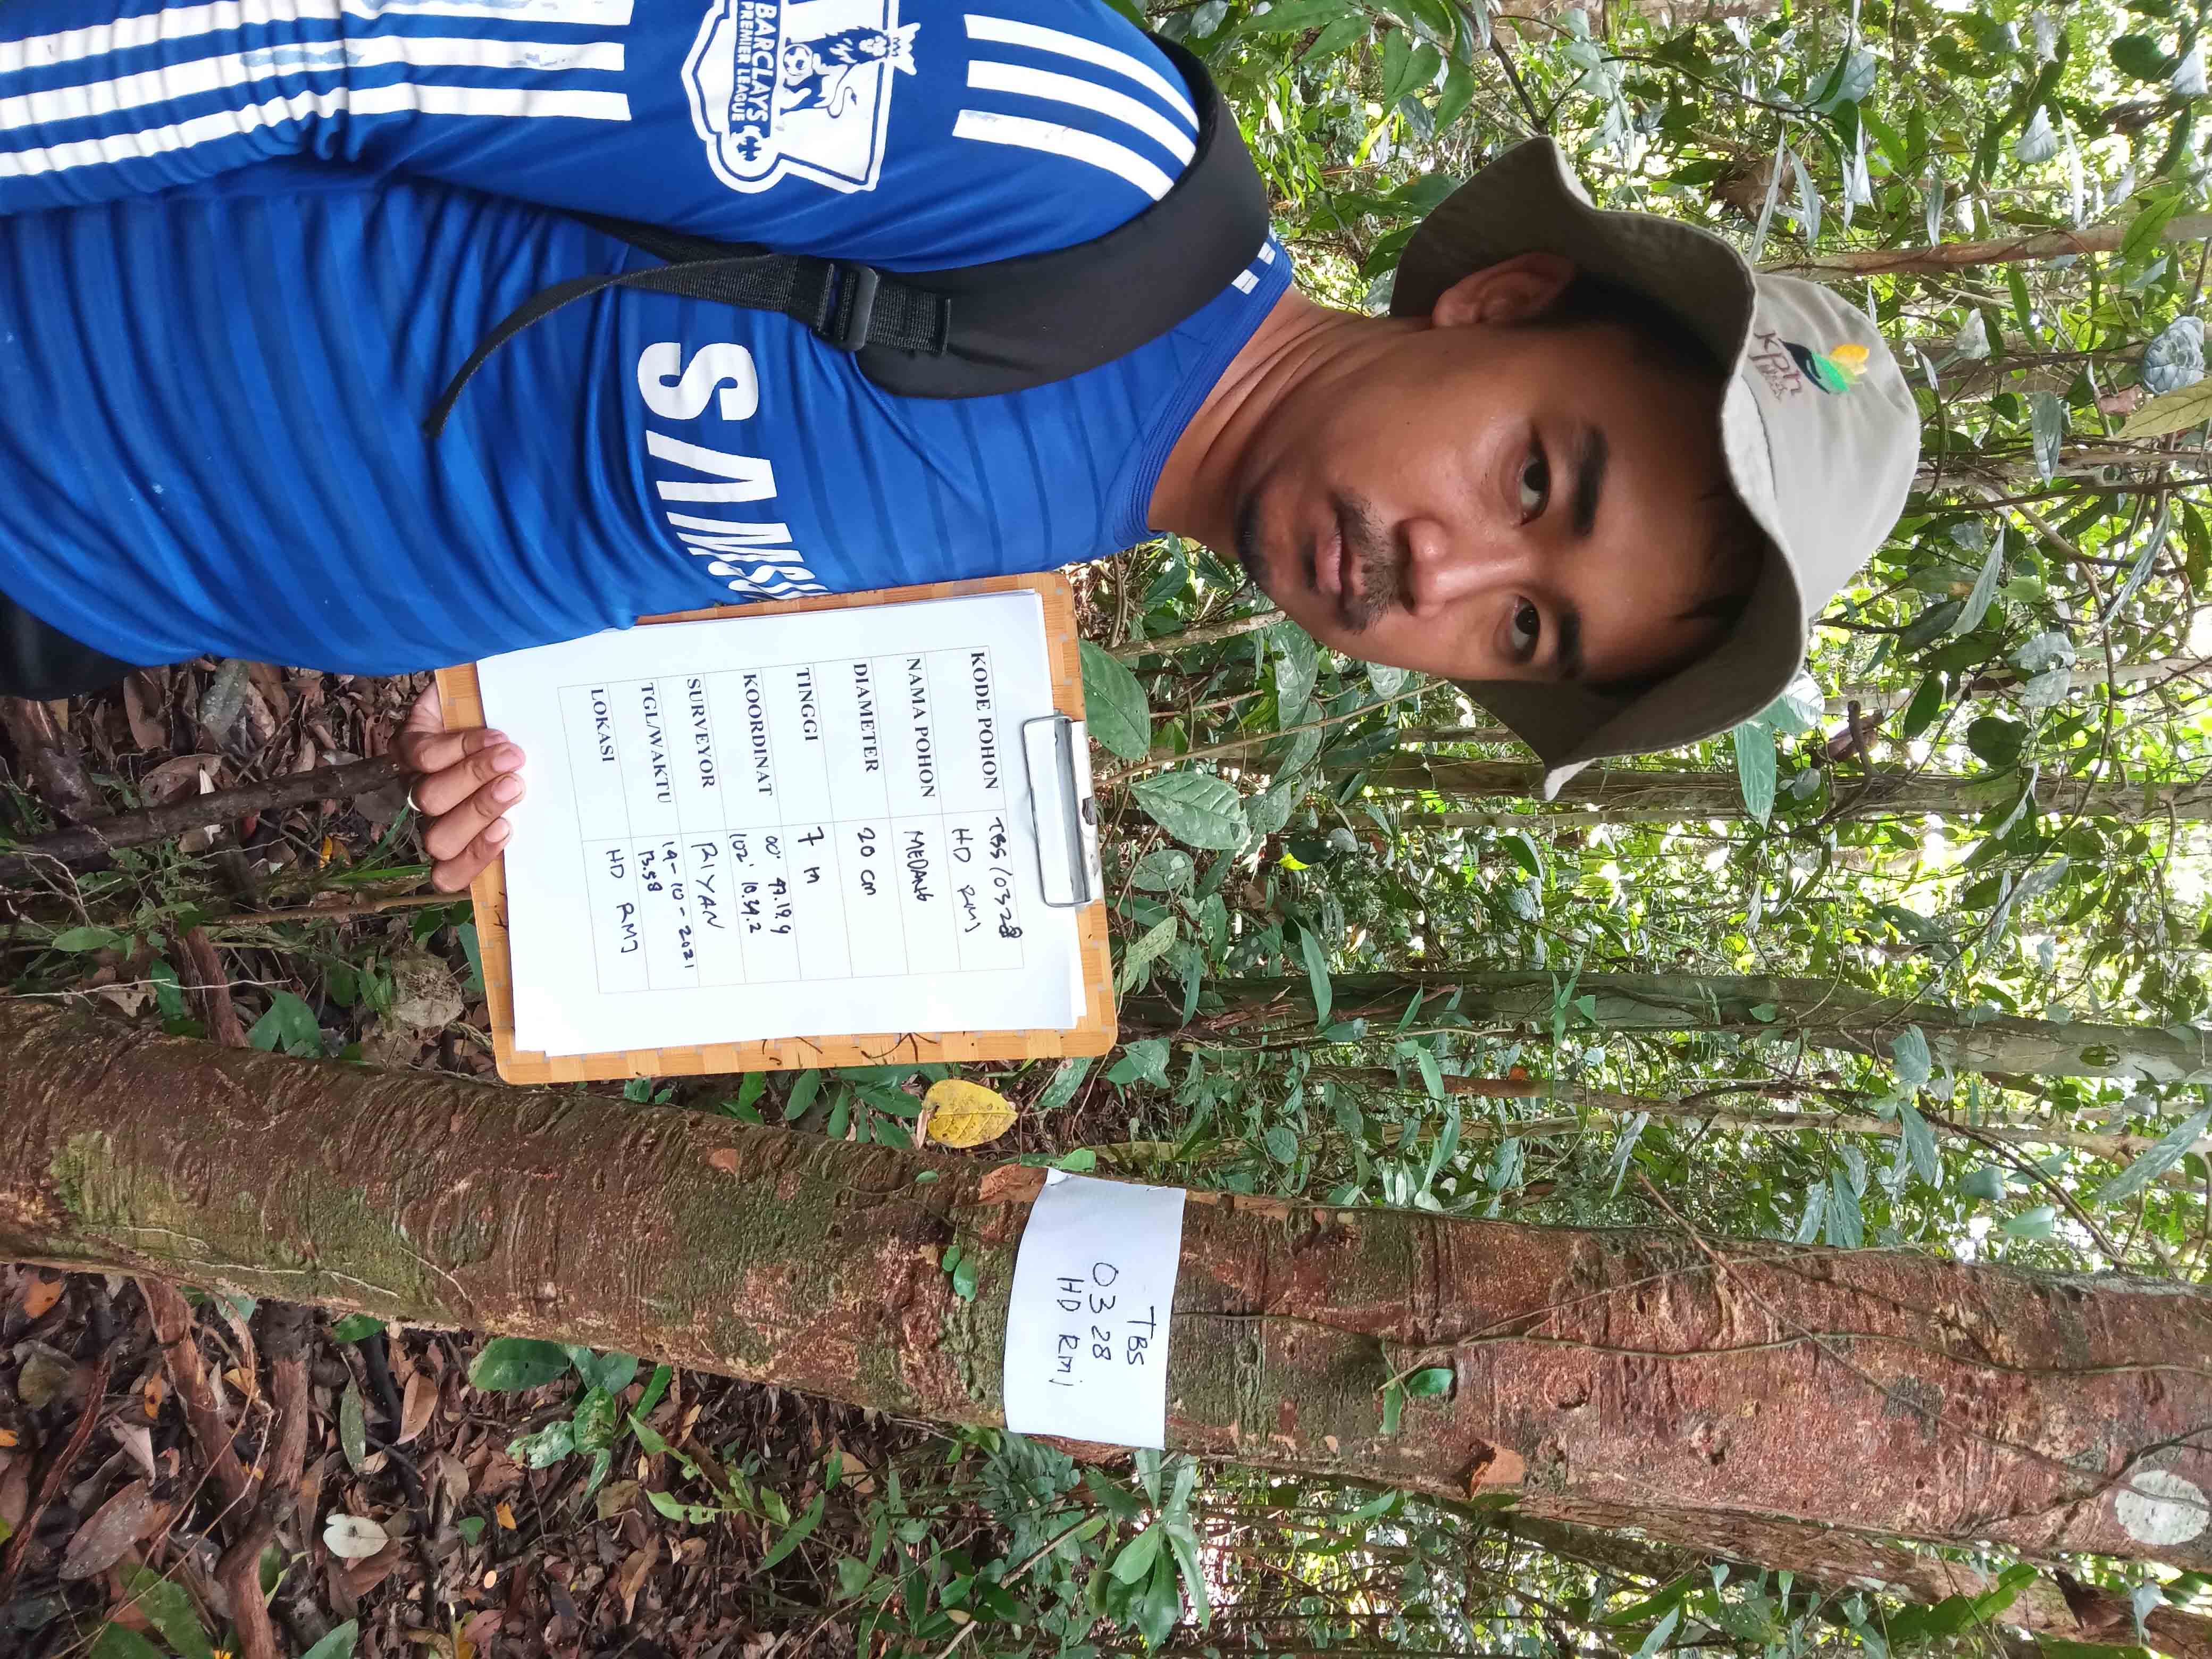 BARCLAYS
PREMIER LEAGUE
SAMSU
kph
KODE POHON TBS/0328
HD RMJ
NAMA POHON MEDANG
DIAMETER 20 cm
TINGGI 7 M
KOORDINAT 00' 49.19.9
102' 10.59.2
SURVEYOR RIYAN
TGL/WAKTU 19-10-2021
13.58
LOKASI HD RMJ
TBS
0328
HD RMJ